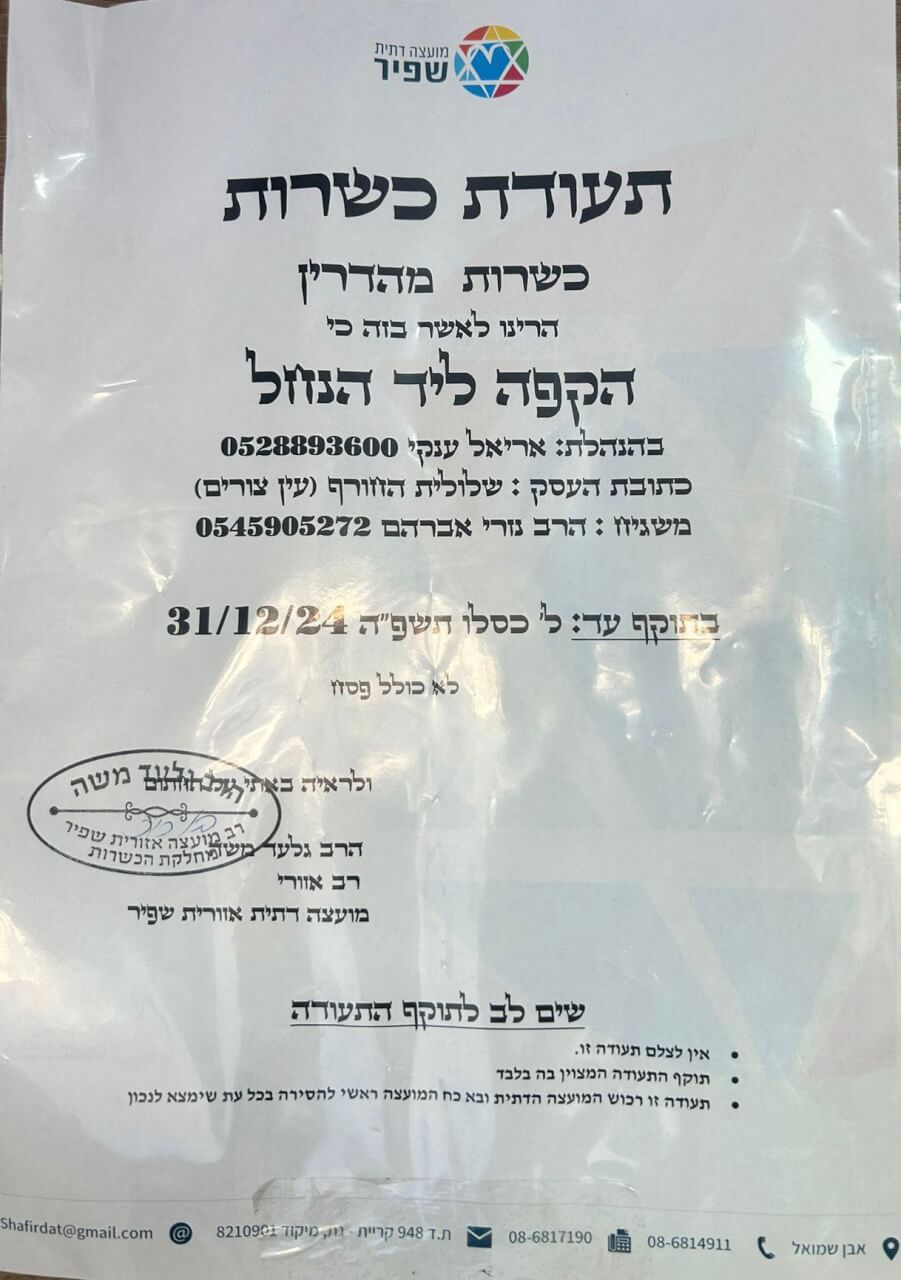 מועצה דתית
שפיר
תעודת כשרות
כשרות מהדרין
הרינו לאשר בזה כי
הקפה ליד הנחל
בהנהלת: אריאל ענקי 0528893600
כתובת העסק : שלולית החורף (עין צורים)
משגיח : הרב נורי אברהם 0545905272
בתוקף עד: ל' כסלו תשפ"ה 31/12/24
לא כולל פסח
ולראיה באתי על החתום
הרב גלעד משה
רב מועצה אזורית שפיר
מחלקת הכשרות
הרב גלעד משה
רב אזורי
מועצה דתית אזורית שפיר
שים לב לתוקף התעודה
• אין לצלם תעודה זו.
• תוקף התעודה המצוין בה בלבד
• תעודה זו רכוש המועצה הדתית ובא כח המועצה ראשי להסירה בכל עת שימצא לנכון
אבן שמואל 08-6814911 08-6817190 ת.ד 948 קריית - גת, מיקוד 8210901 Shafirdat@gmail.com